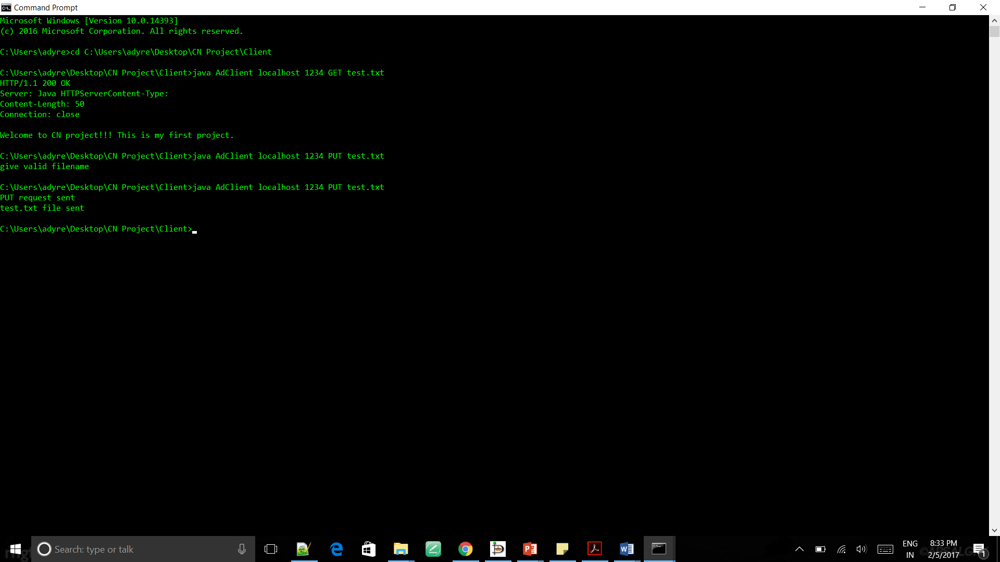 Command Prompt
Microsoft Windows [Version 10.0.14393]
(c) 2016 Microsoft Corporation. All rights reserved.
C:\Users\adyre>cd C:\Users\adyre\Desktop\CN Project\Client
C:\Users\adyre\Desktop\CN Project\Client>java AdClient localhost 1234 GET test.txt
HTTP/1.1 200 OK
Server: Java HTTPServerContent-Type:
Content-Length: 50
Connection: close
Welcome to CN project!!! This is my first project.
C:\Users\adyre\Desktop\CN Project\Client>java AdClient localhost 1234 PUT test.txt
give valid filename
C:\Users\adyre\Desktop\CN Project\Client>java AdClient localhost 1234 PUT test.txt
PUT request sent
test.txt file sent
C:\Users\adyre\Desktop\CN Project\Client>
Search: type or talk
ENG
IN
8:33 PM
2/5/2017
1